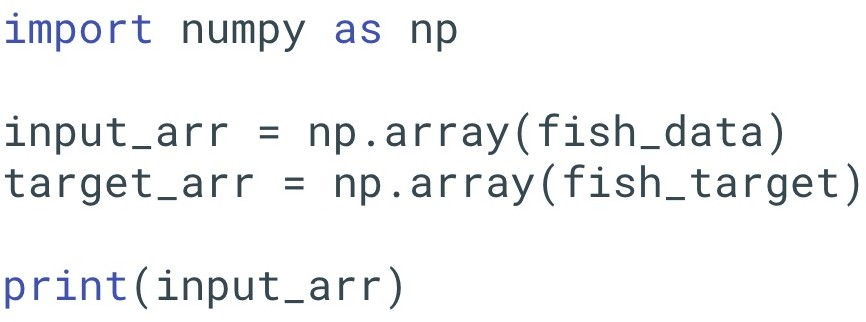 import numpy as np
input_arr = np.array(fish_data)
target_arr = np.array(fish_target)
print(input_arr)